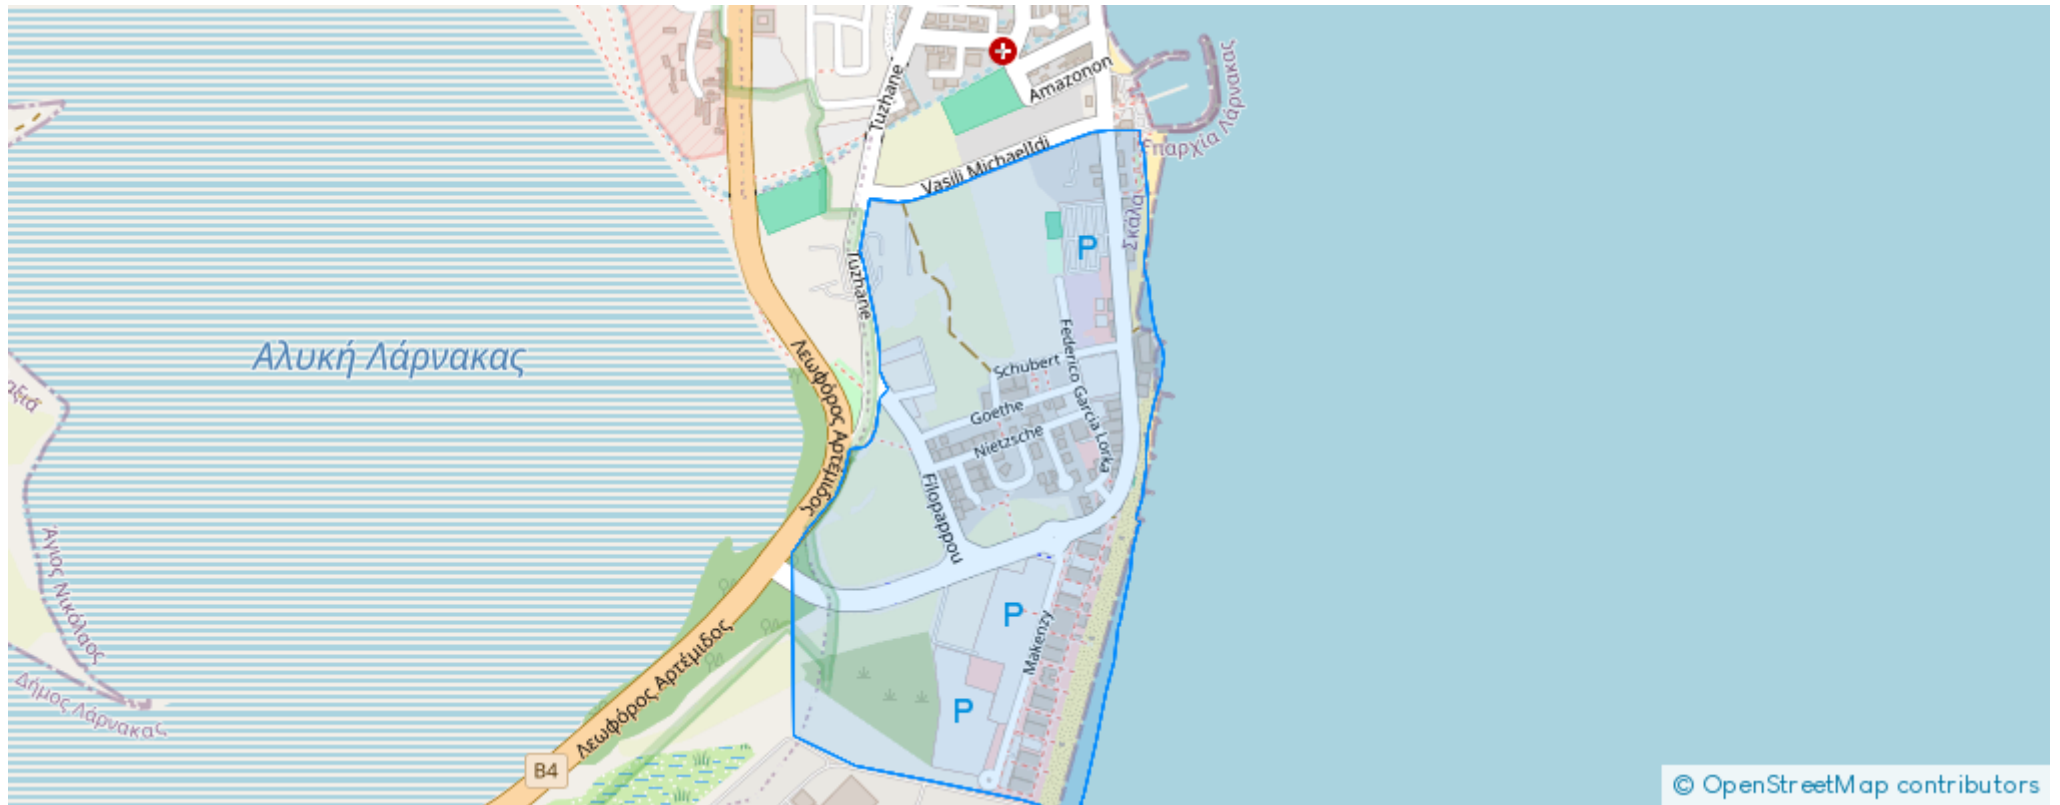 Επαρχία Λάρνακας
Amazonon
Tuzhane
Vasili MichaelIdi
Σκάλα
P
Tuzhane
Αλυκή Λάρνακας
Λεωφόρος Αρτέμιδος
Schubert
Federico Garcia Lorka
Goethe
Nietzsche
Filopappou
Άγιος Νικόλαος
P
Makenzy
Λεωφόρος Αρτέμιδος
Δήμος Λάρνακας
P
B4
© OpenStreetMap contributors